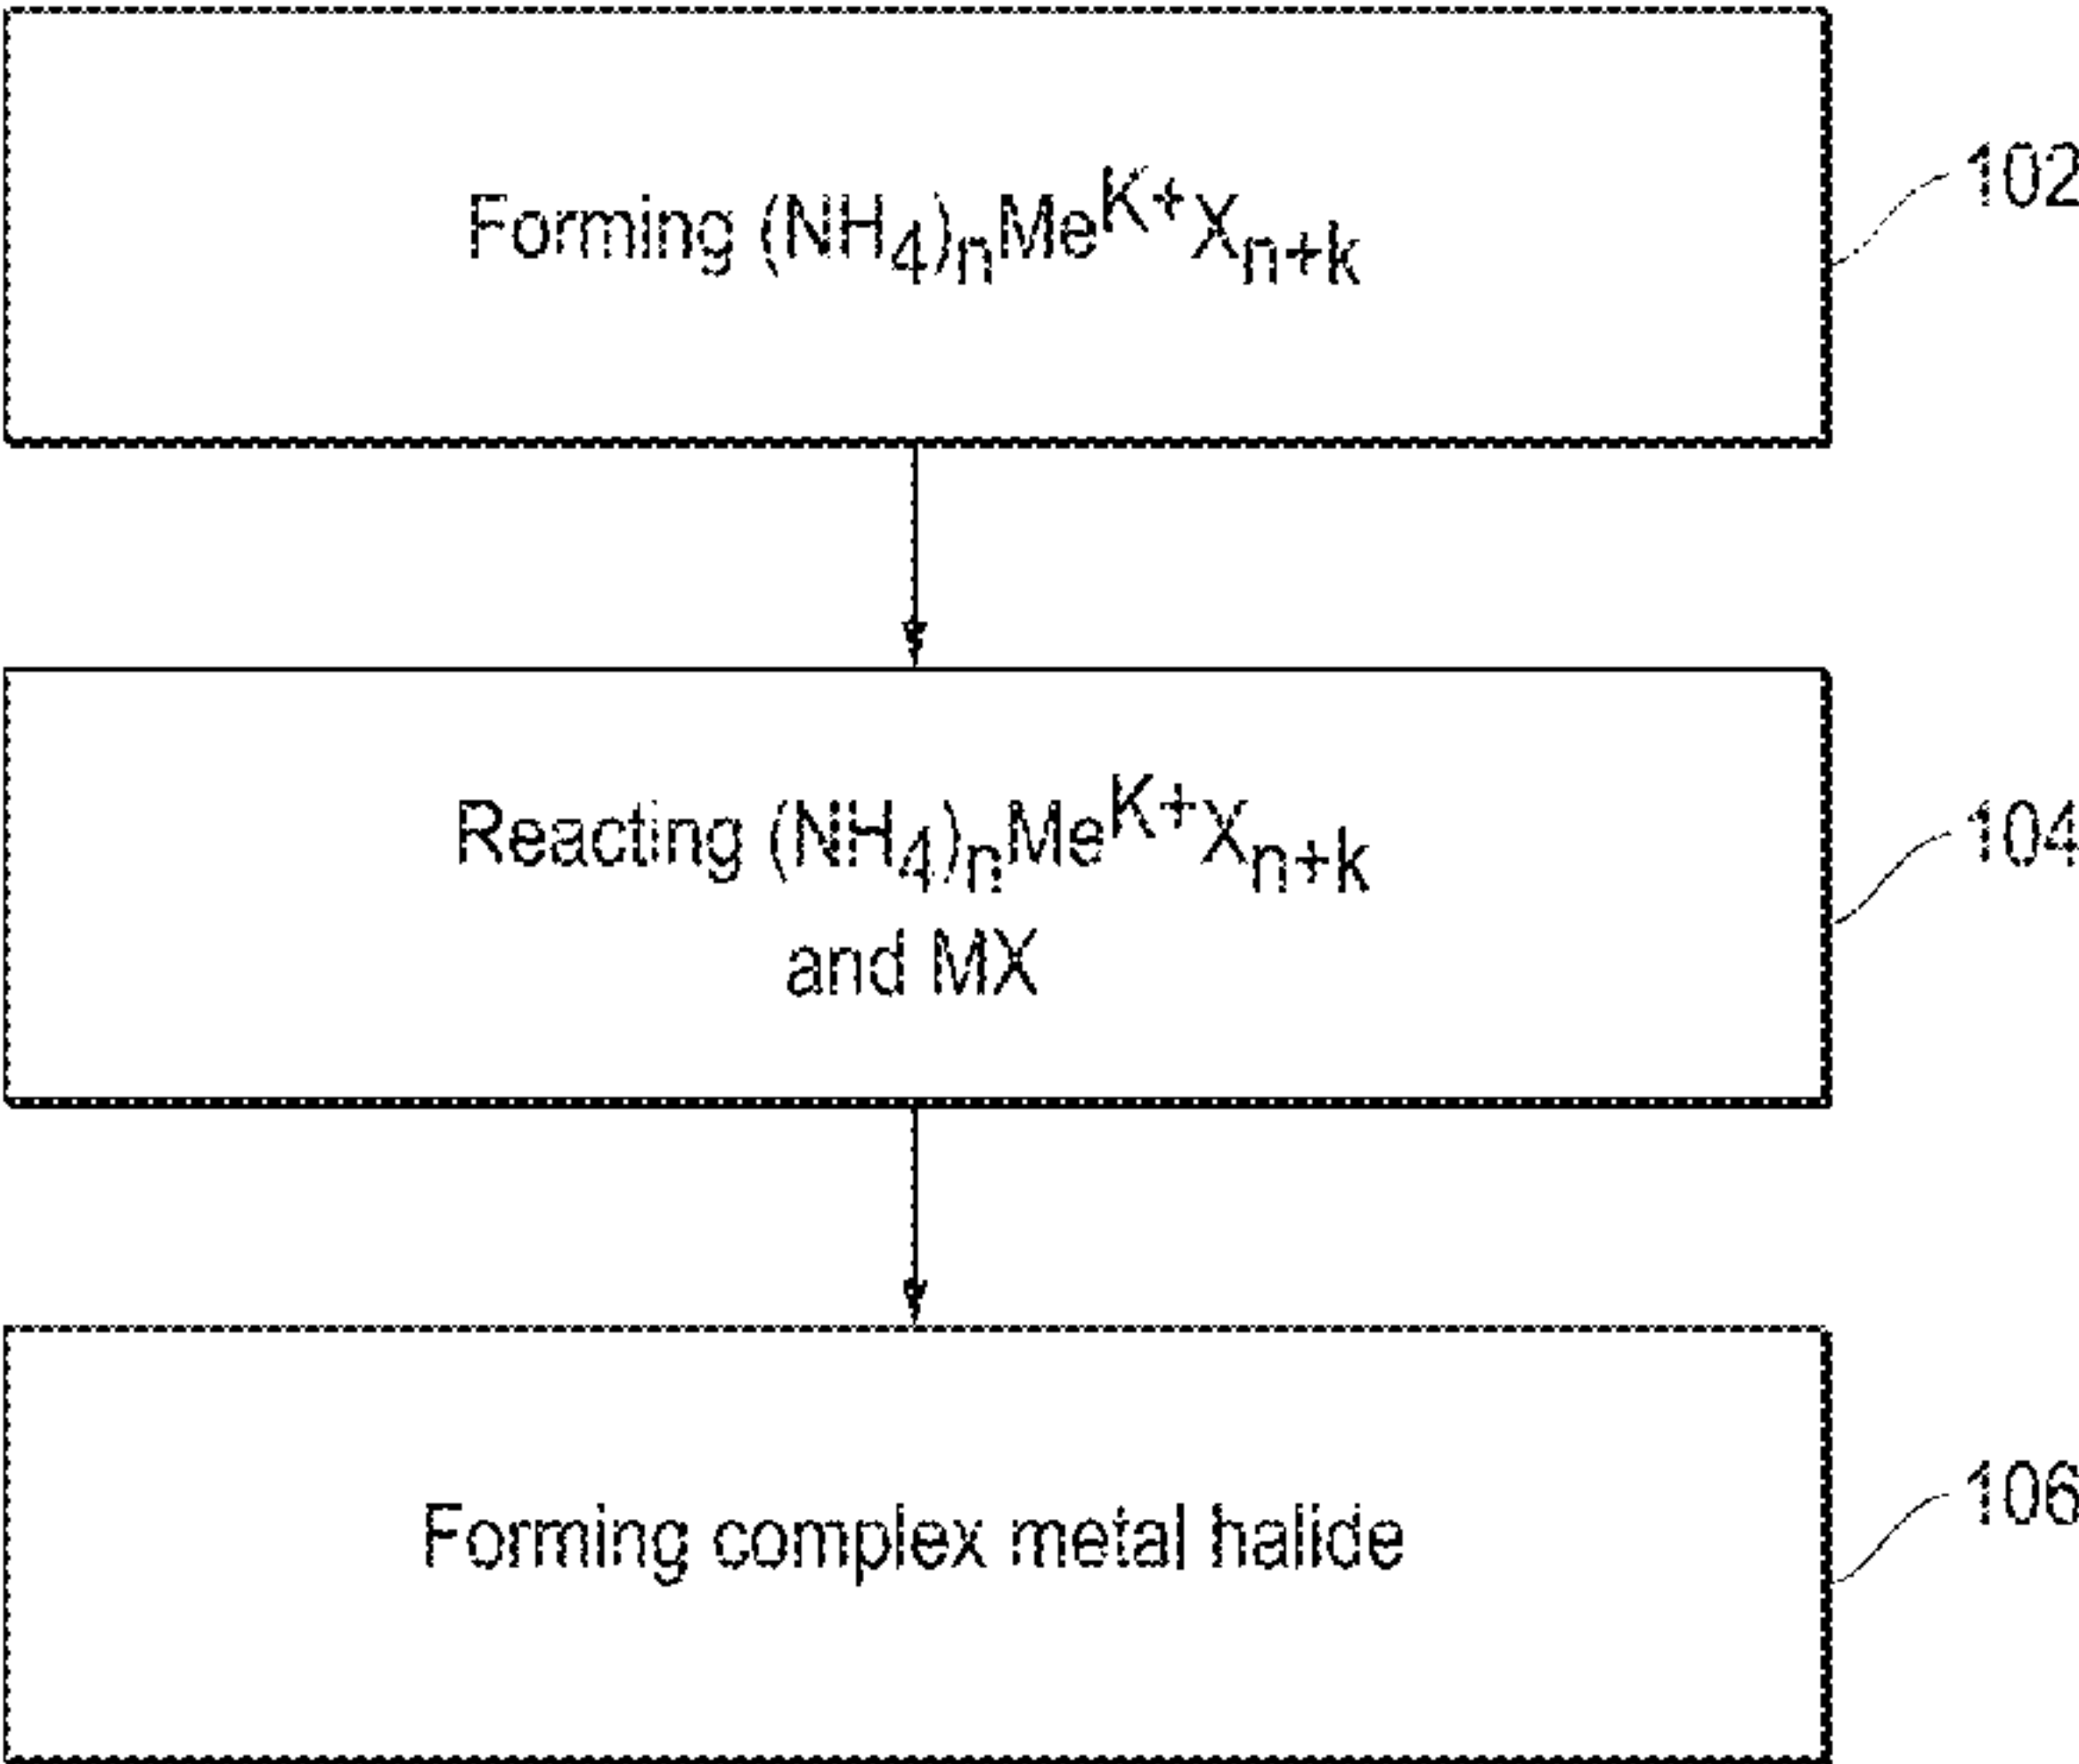 Forming (NH₄)ₙMeᴷ⁺Xₙ₊ₖ
102
Reacting (NH₄)ₙMeᴷ⁺Xₙ₊ₖ
and MX
104
Forming complex metal halide
106